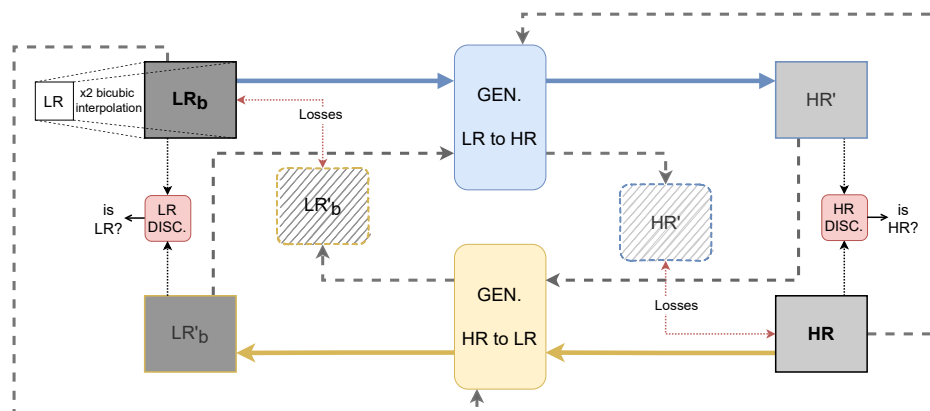 LR
x2 bicubic
interpolation
LRb
Losses
GEN.
LR to HR
HR'
is
LR?
LR
DISC.
LR'b
HR'
HR
DISC.
is
HR?
LR'b
GEN.
HR to LR
Losses
HR